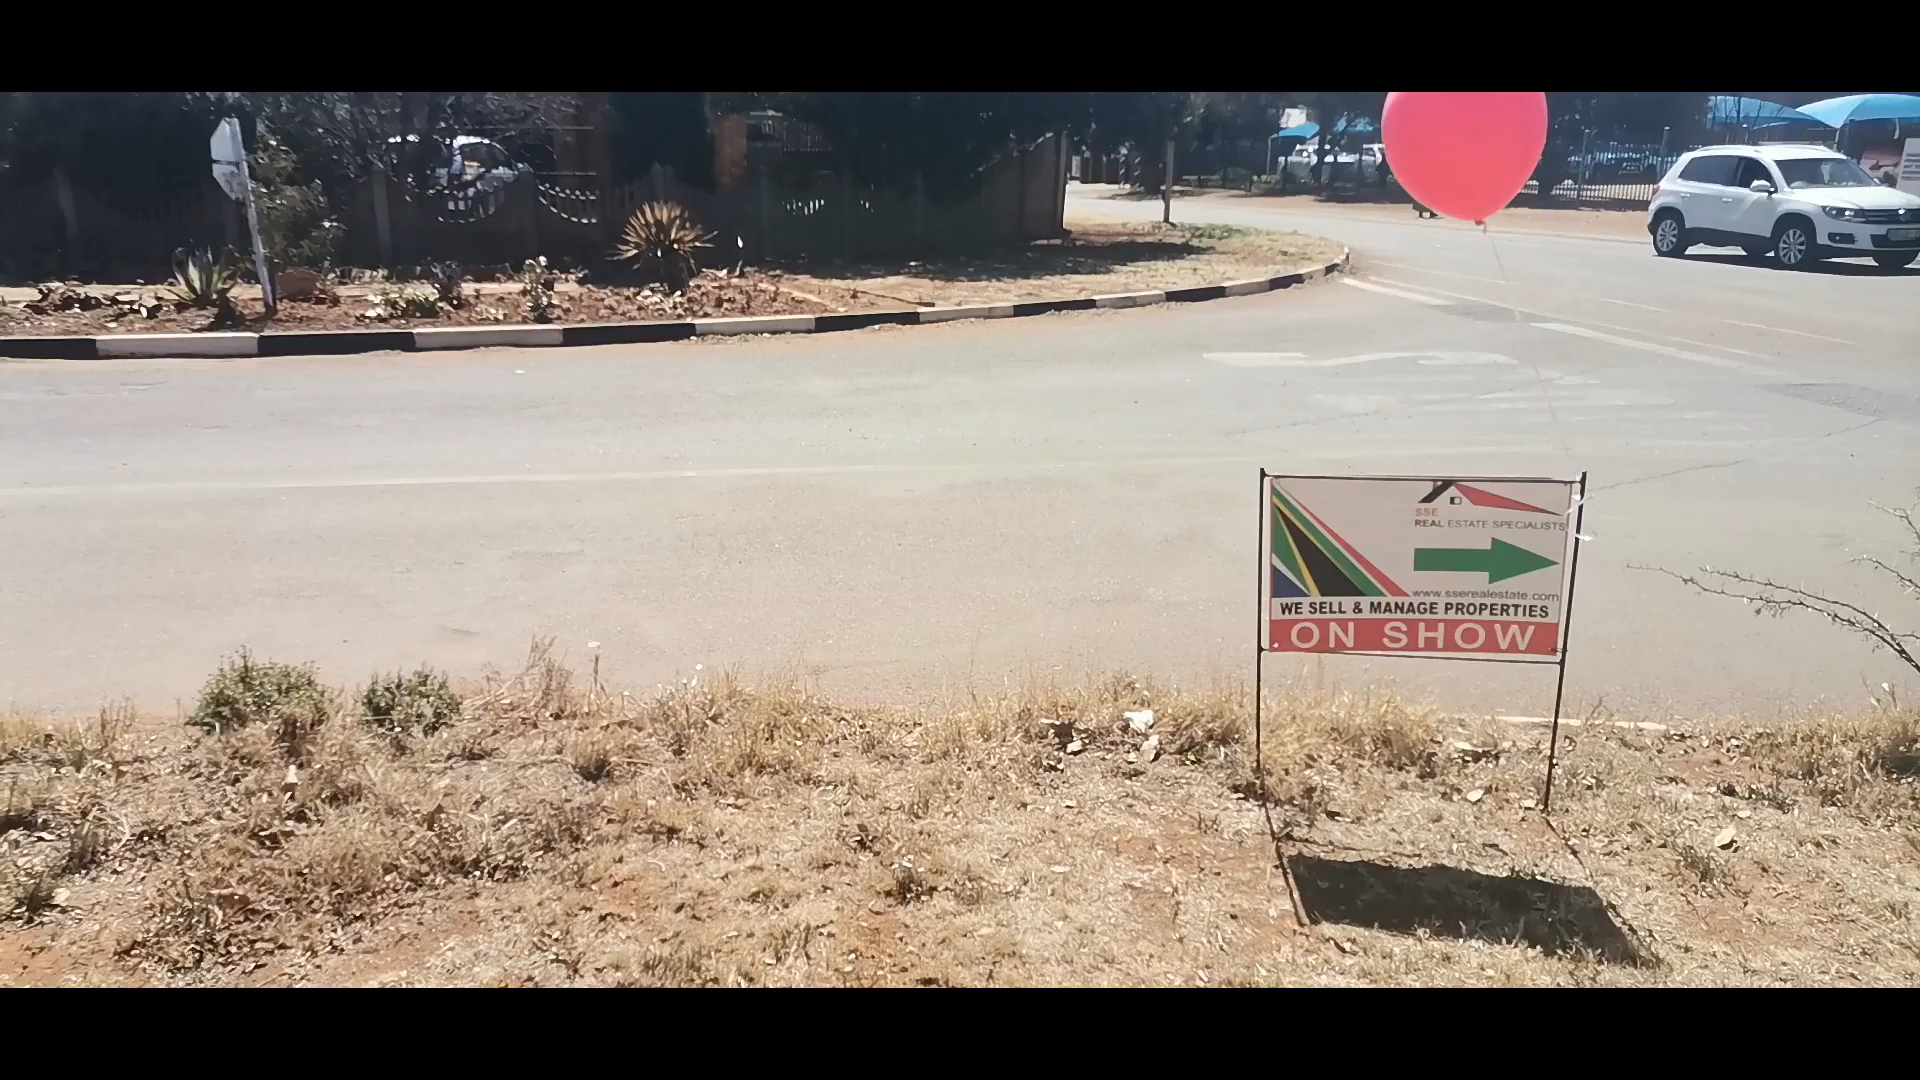 SSE
REAL ESTATE SPECIALISTS
www.sserealestate.com
WE SELL & MANAGE PROPERTIES
ON SHOW